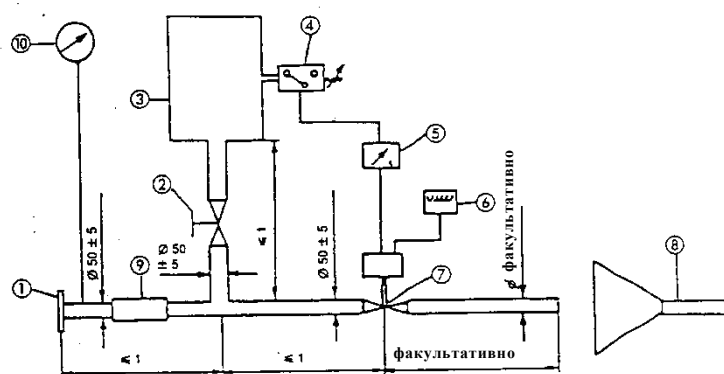 ⑩
④
③
⑤
②
⑥
≤ 1
Ø 50 ± 5
Ø 50
± 5
Ø 50 ± 5
ø факультативно
①
⑨
⑦
⑧
≤ 1
≤ 1
факультативно